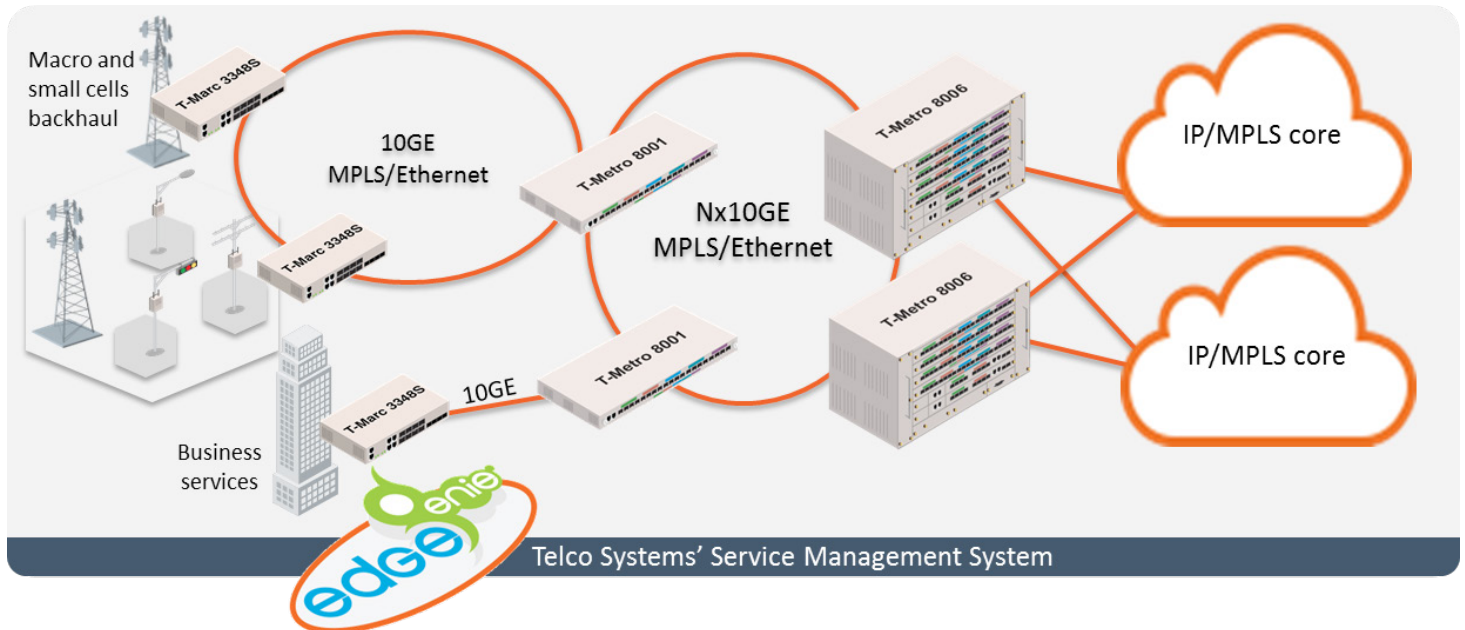 Macro and
small cells
backhaul
T-Marc 3348S
10GE
MPLS/Ethernet
T-Marc 3348S
T-Metro 8001
Nx10GE
MPLS/Ethernet
T-Metro 8006
IP/MPLS core
T-Metro 8006
IP/MPLS core
T-Metro 8001
10GE
T-Marc 3348S
Business
services
edge
genie
Telco Systems’ Service Management System